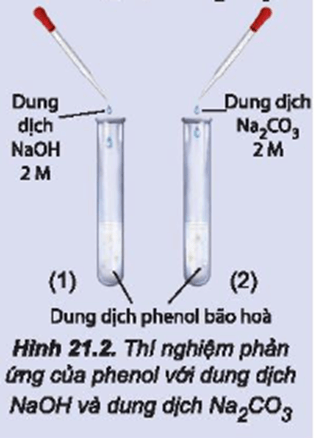 Dung
dịch
NaOH
2 M
Dung dịch
Na₂CO₃
2 M
(1)
(2)
Dung dịch phenol bão hoà
Hình 21.2. Thí nghiệm phản
ứng của phenol với dung dịch
NaOH và dung dịch Na₂CO₃